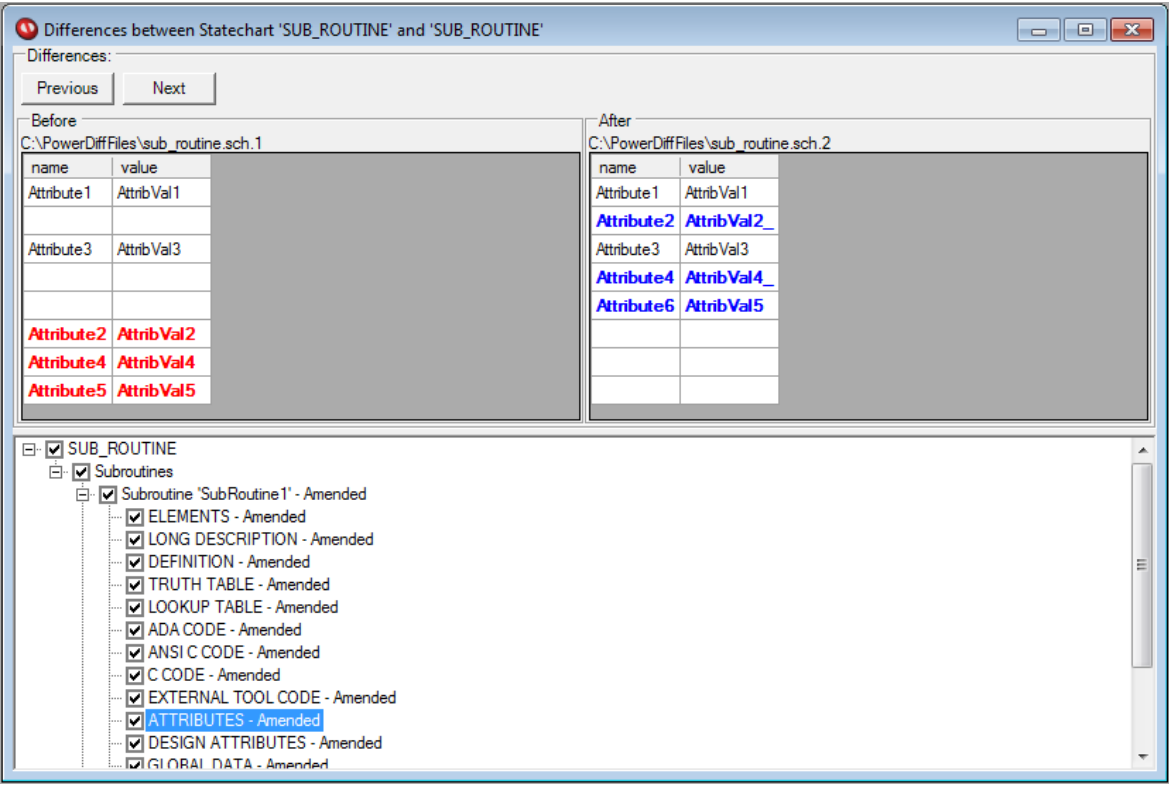 Differences between Statechart 'SUB_ROUTINE' and 'SUB_ROUTINE'
Differences:
Previous Next
Before
C:\PowerDiffFiles\sub_routine.sch.1
name value
Attribute1 AttribVal1
Attribute3 AttribVal3
Attribute2 AttribVal2
Attribute4 AttribVal4
Attribute5 AttribVal5
After
C:\PowerDiffFiles\sub_routine.sch.2
name value
Attribute1 AttribVal1
Attribute2 AttribVal2_
Attribute3 AttribVal3
Attribute4 AttribVal4_
Attribute6 AttribVal5
SUB_ROUTINE
Subroutines
Subroutine 'SubRoutine1' - Amended
ELEMENTS - Amended
LONG DESCRIPTION - Amended
DEFINITION - Amended
TRUTH TABLE - Amended
LOOKUP TABLE - Amended
ADA CODE - Amended
ANSI C CODE - Amended
C CODE - Amended
EXTERNAL TOOL CODE - Amended
ATTRIBUTES - Amended
DESIGN ATTRIBUTES - Amended
GLOBAL DATA - Amended